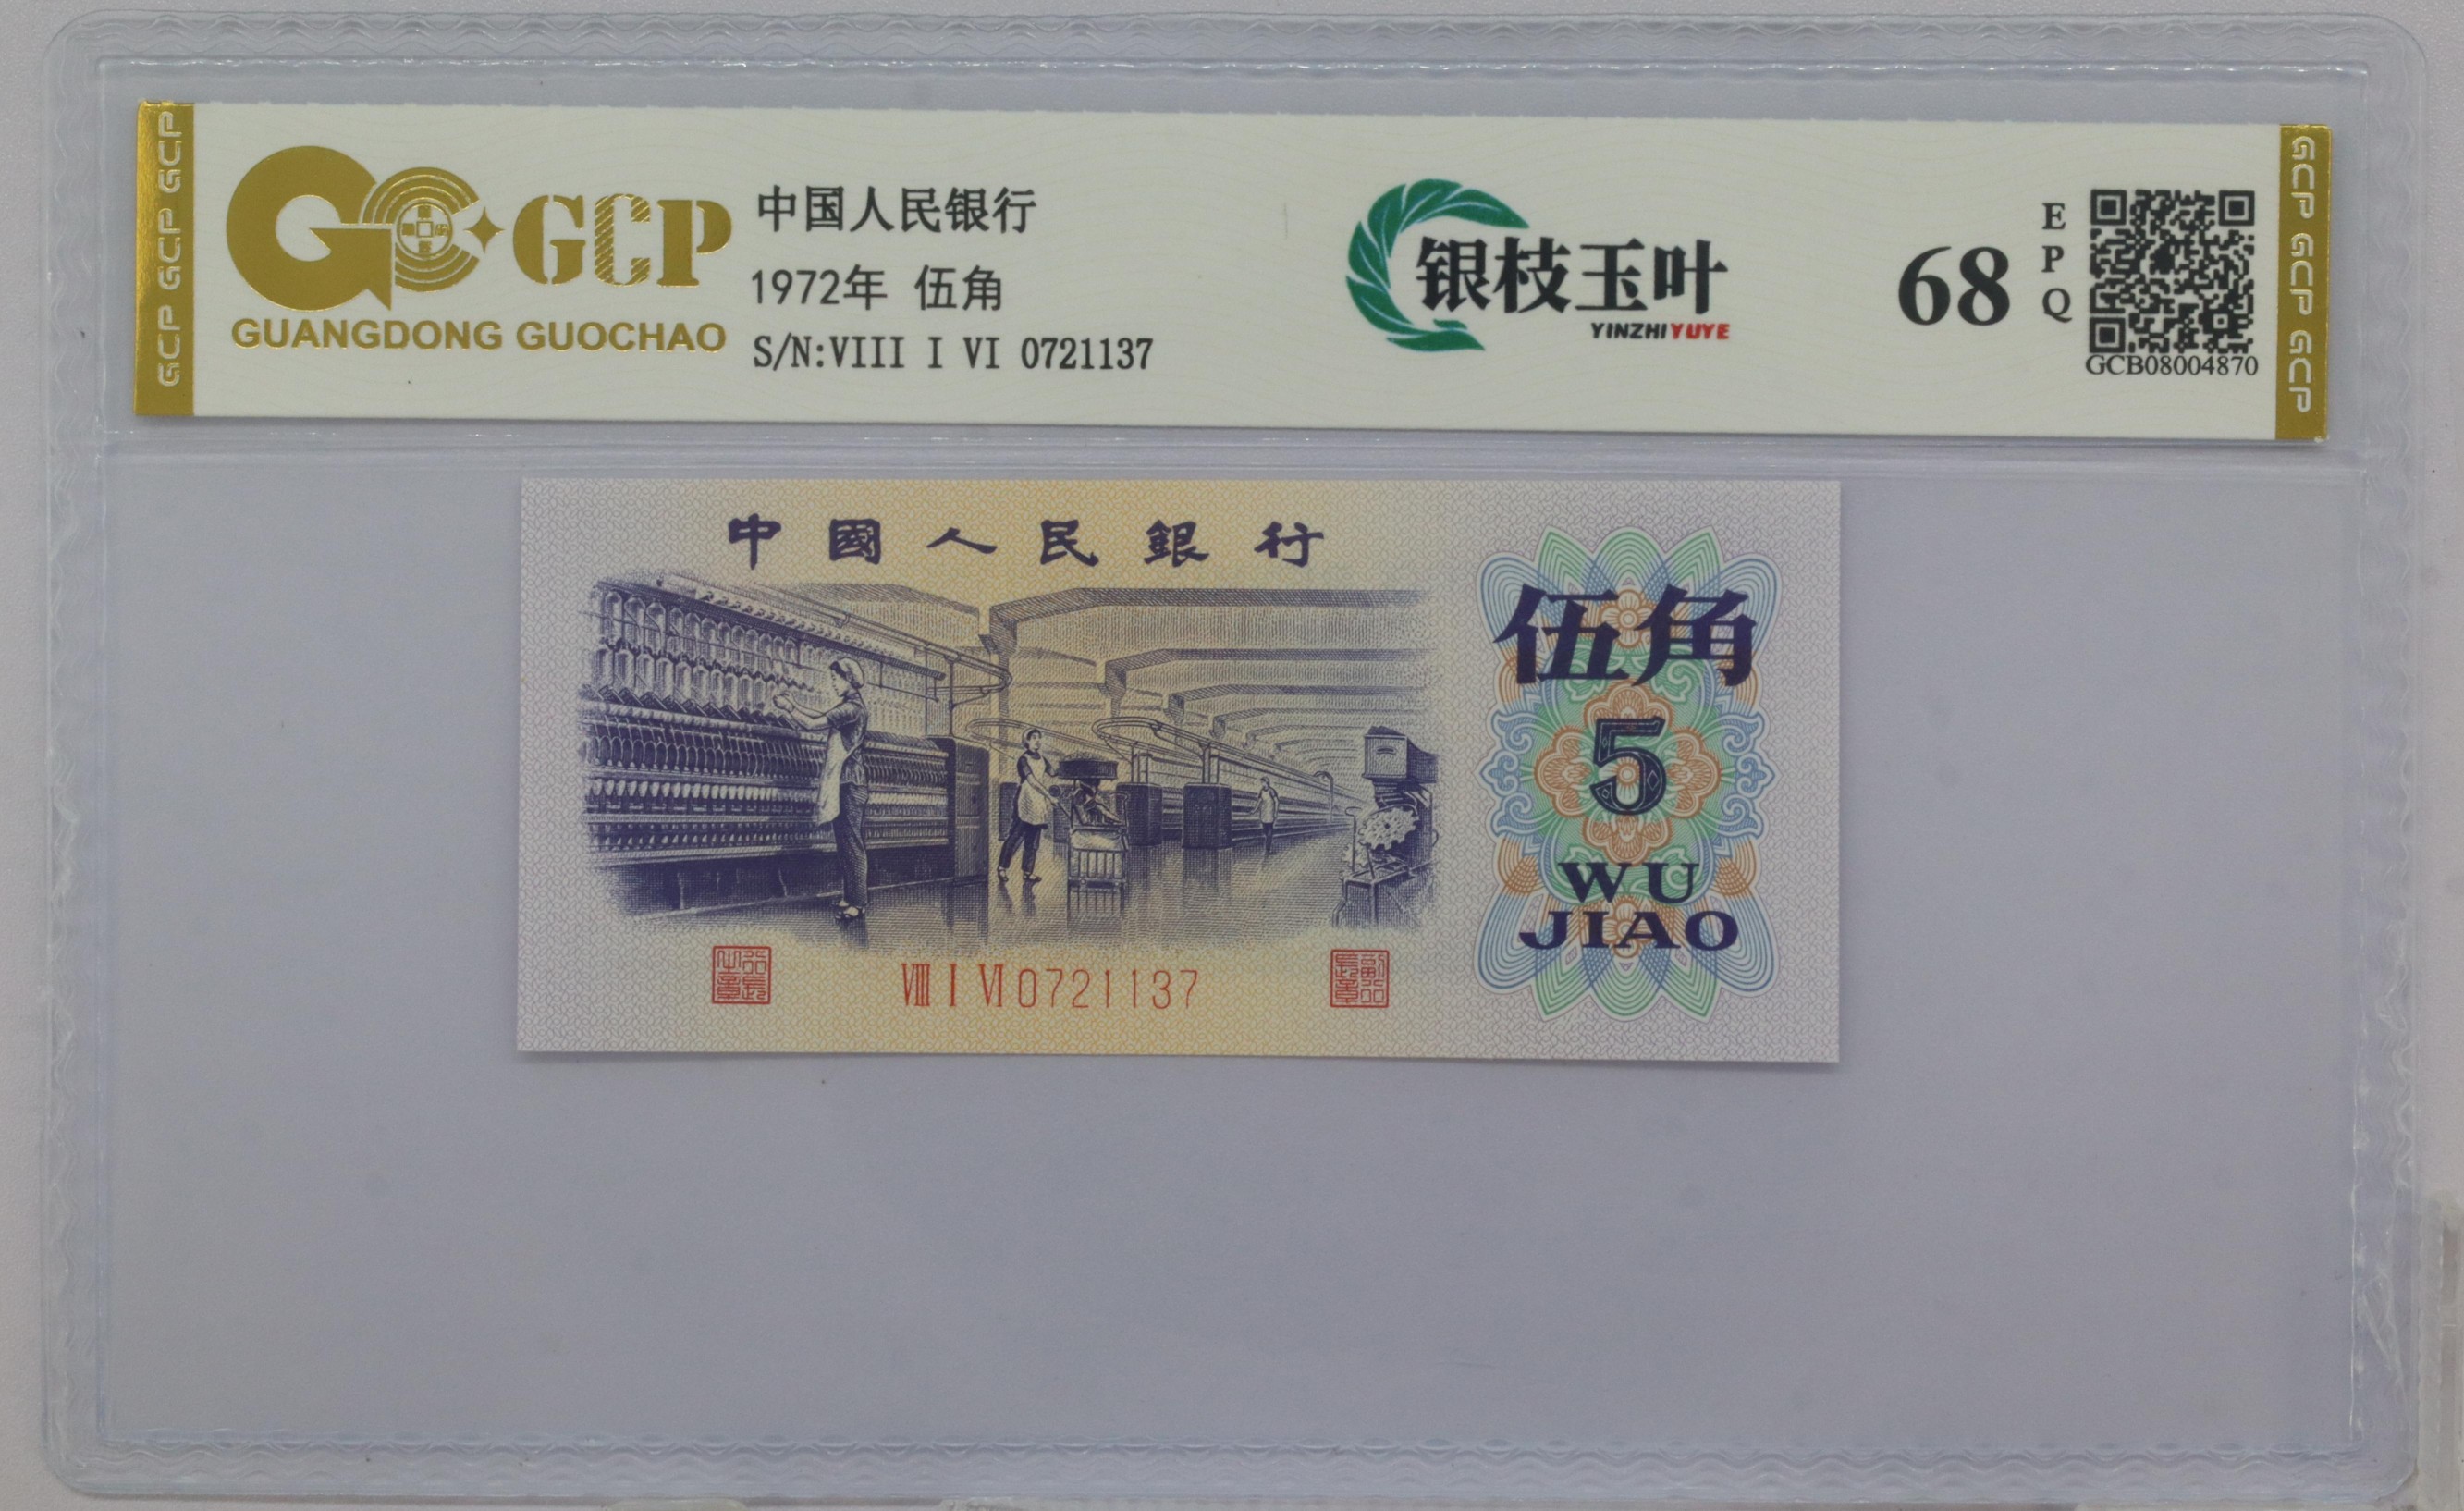 GCP GCP GCP
GCP
GUANGDONG GUOCHAO
中国人民银行
1972年 伍角
S/N:VIII I VI 0721137
银枝玉叶
YINZHIYUYE
68
EPQ
GCB08004870
GCP GCP GCP
中國人民銀行
伍角
5
WU
JIAO
Ⅷ Ⅰ Ⅵ 0721137